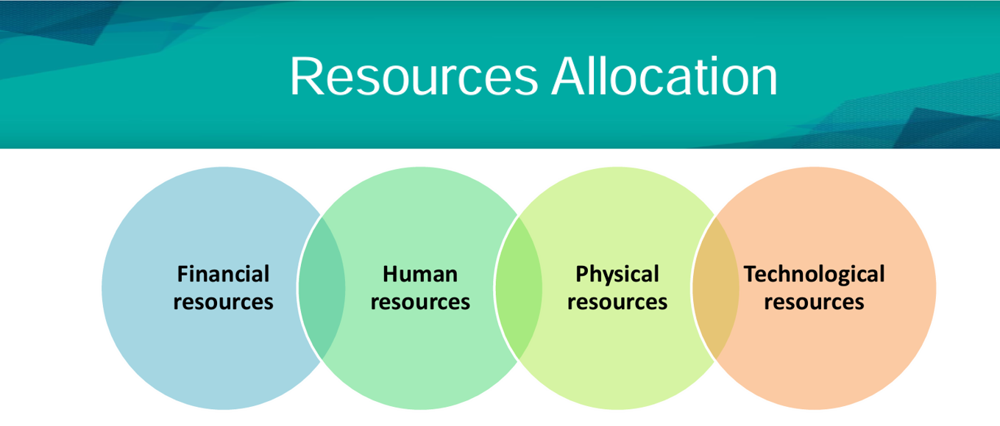 Resources Allocation
Financial
resources
Human
resources
Physical
resources
Technological
resources